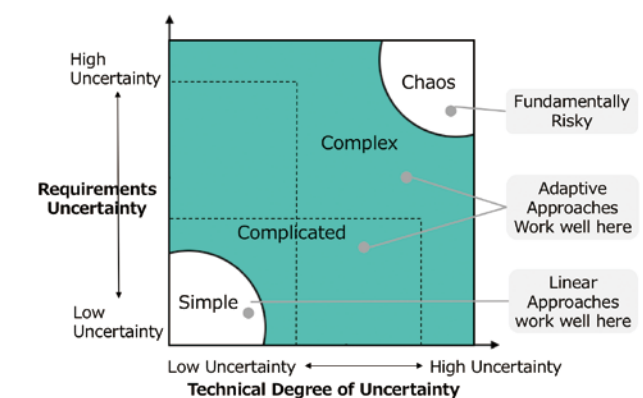 High
Uncertainty
Requirements
Uncertainty
Low
Uncertainty
Chaos
Complex
Complicated
Simple
Fundamentally
Risky
Adaptive
Approaches
Work well here
Linear
Approaches
work well here
Low Uncertainty
High Uncertainty
Technical Degree of Uncertainty